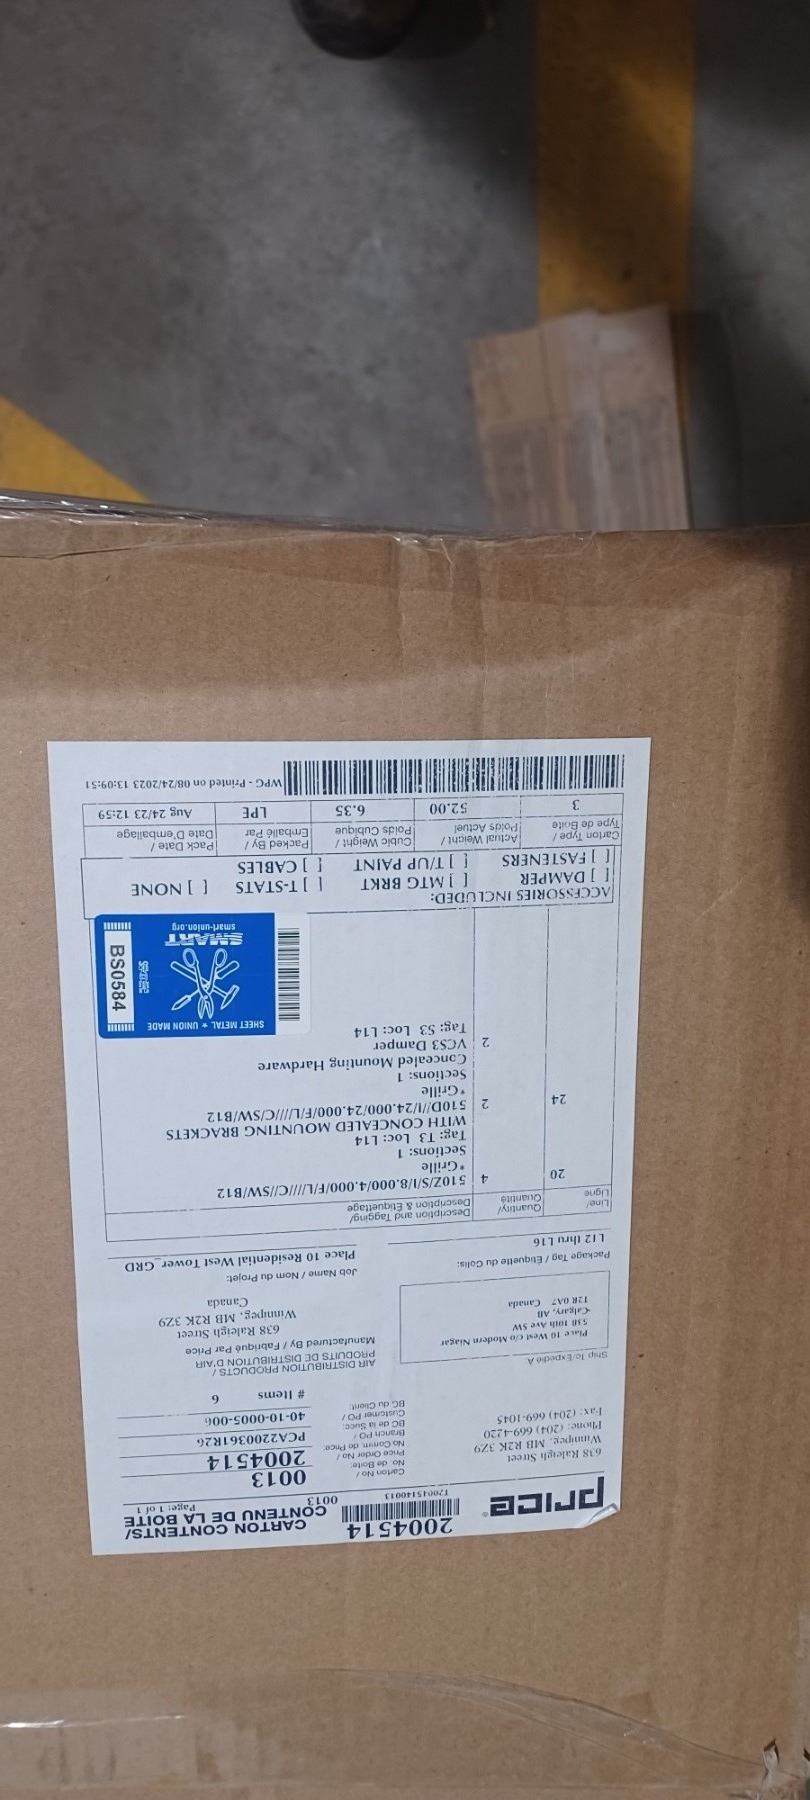 price®
638 Raleigh Street
Winnipeg, MB R2K 3Z9
Phone: (204) 669-4220
Fax: (204) 669-1045
2004514
T20045140013
0013
CARTON CONTENTS/
CONTENU DE LA BOITE
Page: 1 of 1
Carton No /
No. de Boite:
0013
Price Order No /
No Comm de Price:
2004514
Branch PO /
BC de la Succ:
PCA2200361R26
Customer PO /
BC du Client:
40-10-0005-006
# Items 6
Ship To/Expédié À
Place 10 West c/o Modern Niagar
538 10th Ave SW
Calgary, AB
T2R 0A7 Canada
AIR DISTRIBUTION PRODUCTS /
PRODUITS DE DISTRIBUTION D'AIR
Manufactured By / Fabriqué Par Price
638 Raleigh Street
Winnipeg, MB R2K 3Z9
Canada
Package Tag / Etiquette du Colis:
L12 thru L16
Job Name / Nom du Projet:
Place 10 Residential West Tower_GRD
Line/
Ligne
Quantity/
Quantité
Description and Tagging/
Description & Etiquettage
20 4 510Z/S/I/8.000/4.000/F/L////C//SW/B12
*Grille
Sections: 1
Tag: T3 Loc: L14
WITH CONCEALED MOUNTING BRACKETS
24 2 510D//I/24.000/24.000/F/L////C/SW/B12
*Grille
Sections: 1
Concealed Mounting Hardware
2 VCS3 Damper
Tag: S3 Loc: L14
SHEET METAL ★ UNION MADE
SMART
smart-union.org
BS0584
ACCESSORIES INCLUDED:
[ ] DAMPER [ ] MTG BRKT [ ] T-STATS [ ] NONE
[ ] FASTENERS [ ] T/UP PAINT [ ] CABLES
Carton Type /
Type de Boite
3
Actual Weight /
Poids Actuel
52.00
Cubic Weight /
Poids Cubique
6.35
Packed By /
Emballé Par
LPE
Pack Date /
Date D'emballage
Aug 24/23 12:59
WPG - Printed on 08/24/2023 13:09:51